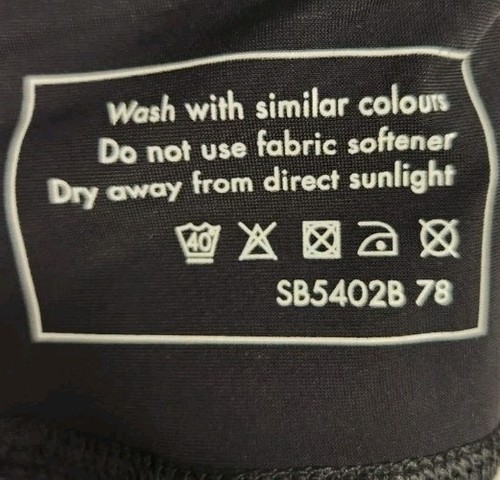 Wash with similar colours
Do not use fabric softener
Dry away from direct sunlight
40
SB5402B 78